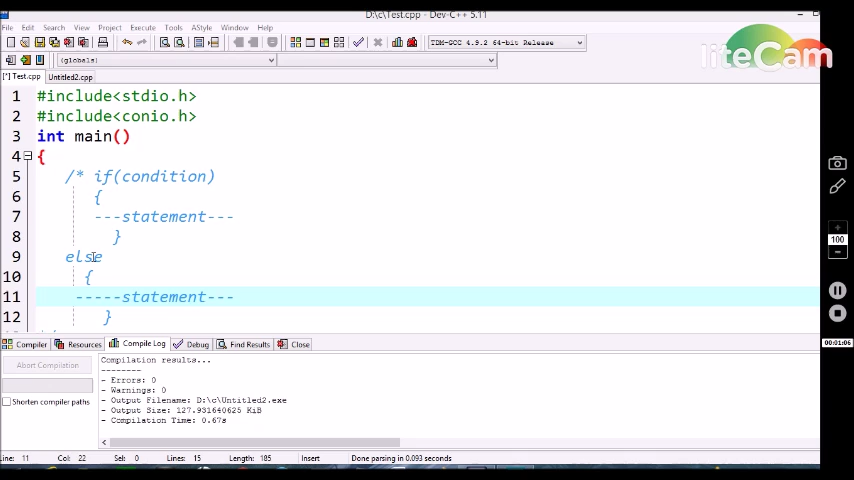 D:\c\Test.cpp - Dev-C++ 5.11
File Edit Search View Project Execute Tools AStyle Window Help
TDM-GCC 4.9.2 64-bit Release
liteCam
(globals)
[*] Test.cpp Untitled2.cpp
1 #include<stdio.h>
2 #include<conio.h>
3 int main()
4 {
5 /* if(condition)
6 {
7 ---statement---
8 }
9 else
10 {
11 -----statement---
12 }
100
00:01:06
Compiler Resources Compile Log Debug Find Results Close
Abort Compilation
Shorten compiler paths
Compilation results...
--------
- Errors: 0
- Warnings: 0
- Output Filename: D:\c\Untitled2.exe
- Output Size: 127.931640625 KiB
- Compilation Time: 0.67s
Line: 11 Col: 22 Sel: 0 Lines: 15 Length: 185 Insert Done parsing in 0.093 seconds